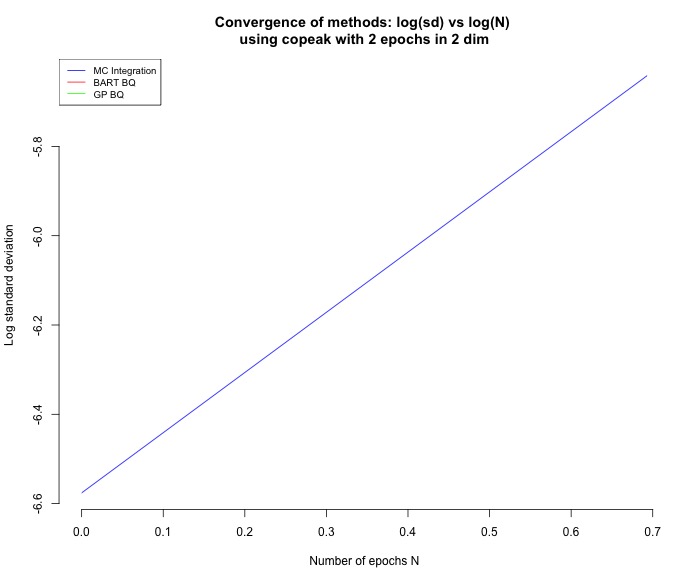 Convergence of methods: log(sd) vs log(N)
using copeak with 2 epochs in 2 dim
MC Integration
BART BQ
GP BQ
Log standard deviation
-5.8
-6.0
-6.2
-6.4
-6.6
0.0 0.1 0.2 0.3 0.4 0.5 0.6 0.7
Number of epochs N